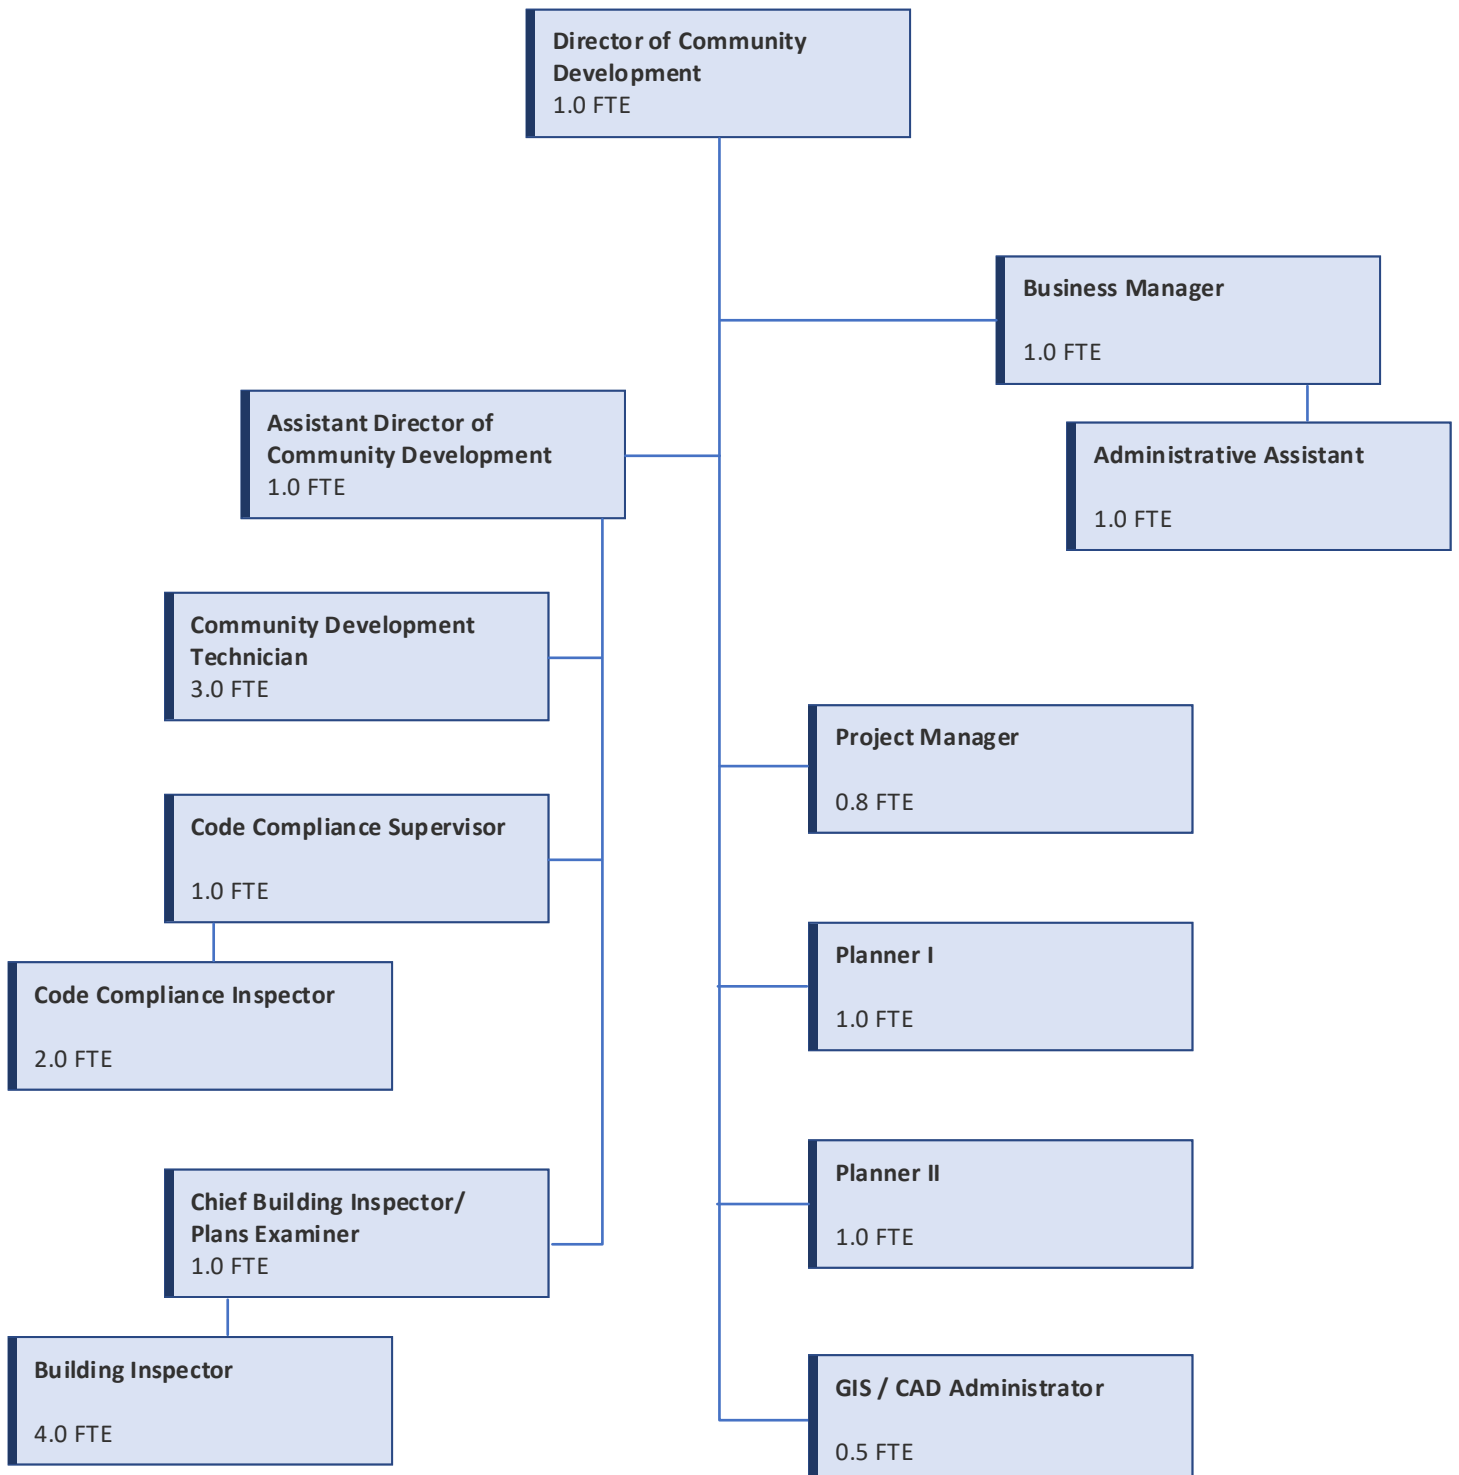 Director of Community
Development
1.0 FTE
Business Manager
1.0 FTE
Assistant Director of
Community Development
1.0 FTE
Administrative Assistant
1.0 FTE
Community Development
Technician
3.0 FTE
Project Manager
0.8 FTE
Code Compliance Supervisor
1.0 FTE
Planner I
1.0 FTE
Code Compliance Inspector
2.0 FTE
Planner II
1.0 FTE
Chief Building Inspector/
Plans Examiner
1.0 FTE
Building Inspector
4.0 FTE
GIS / CAD Administrator
0.5 FTE